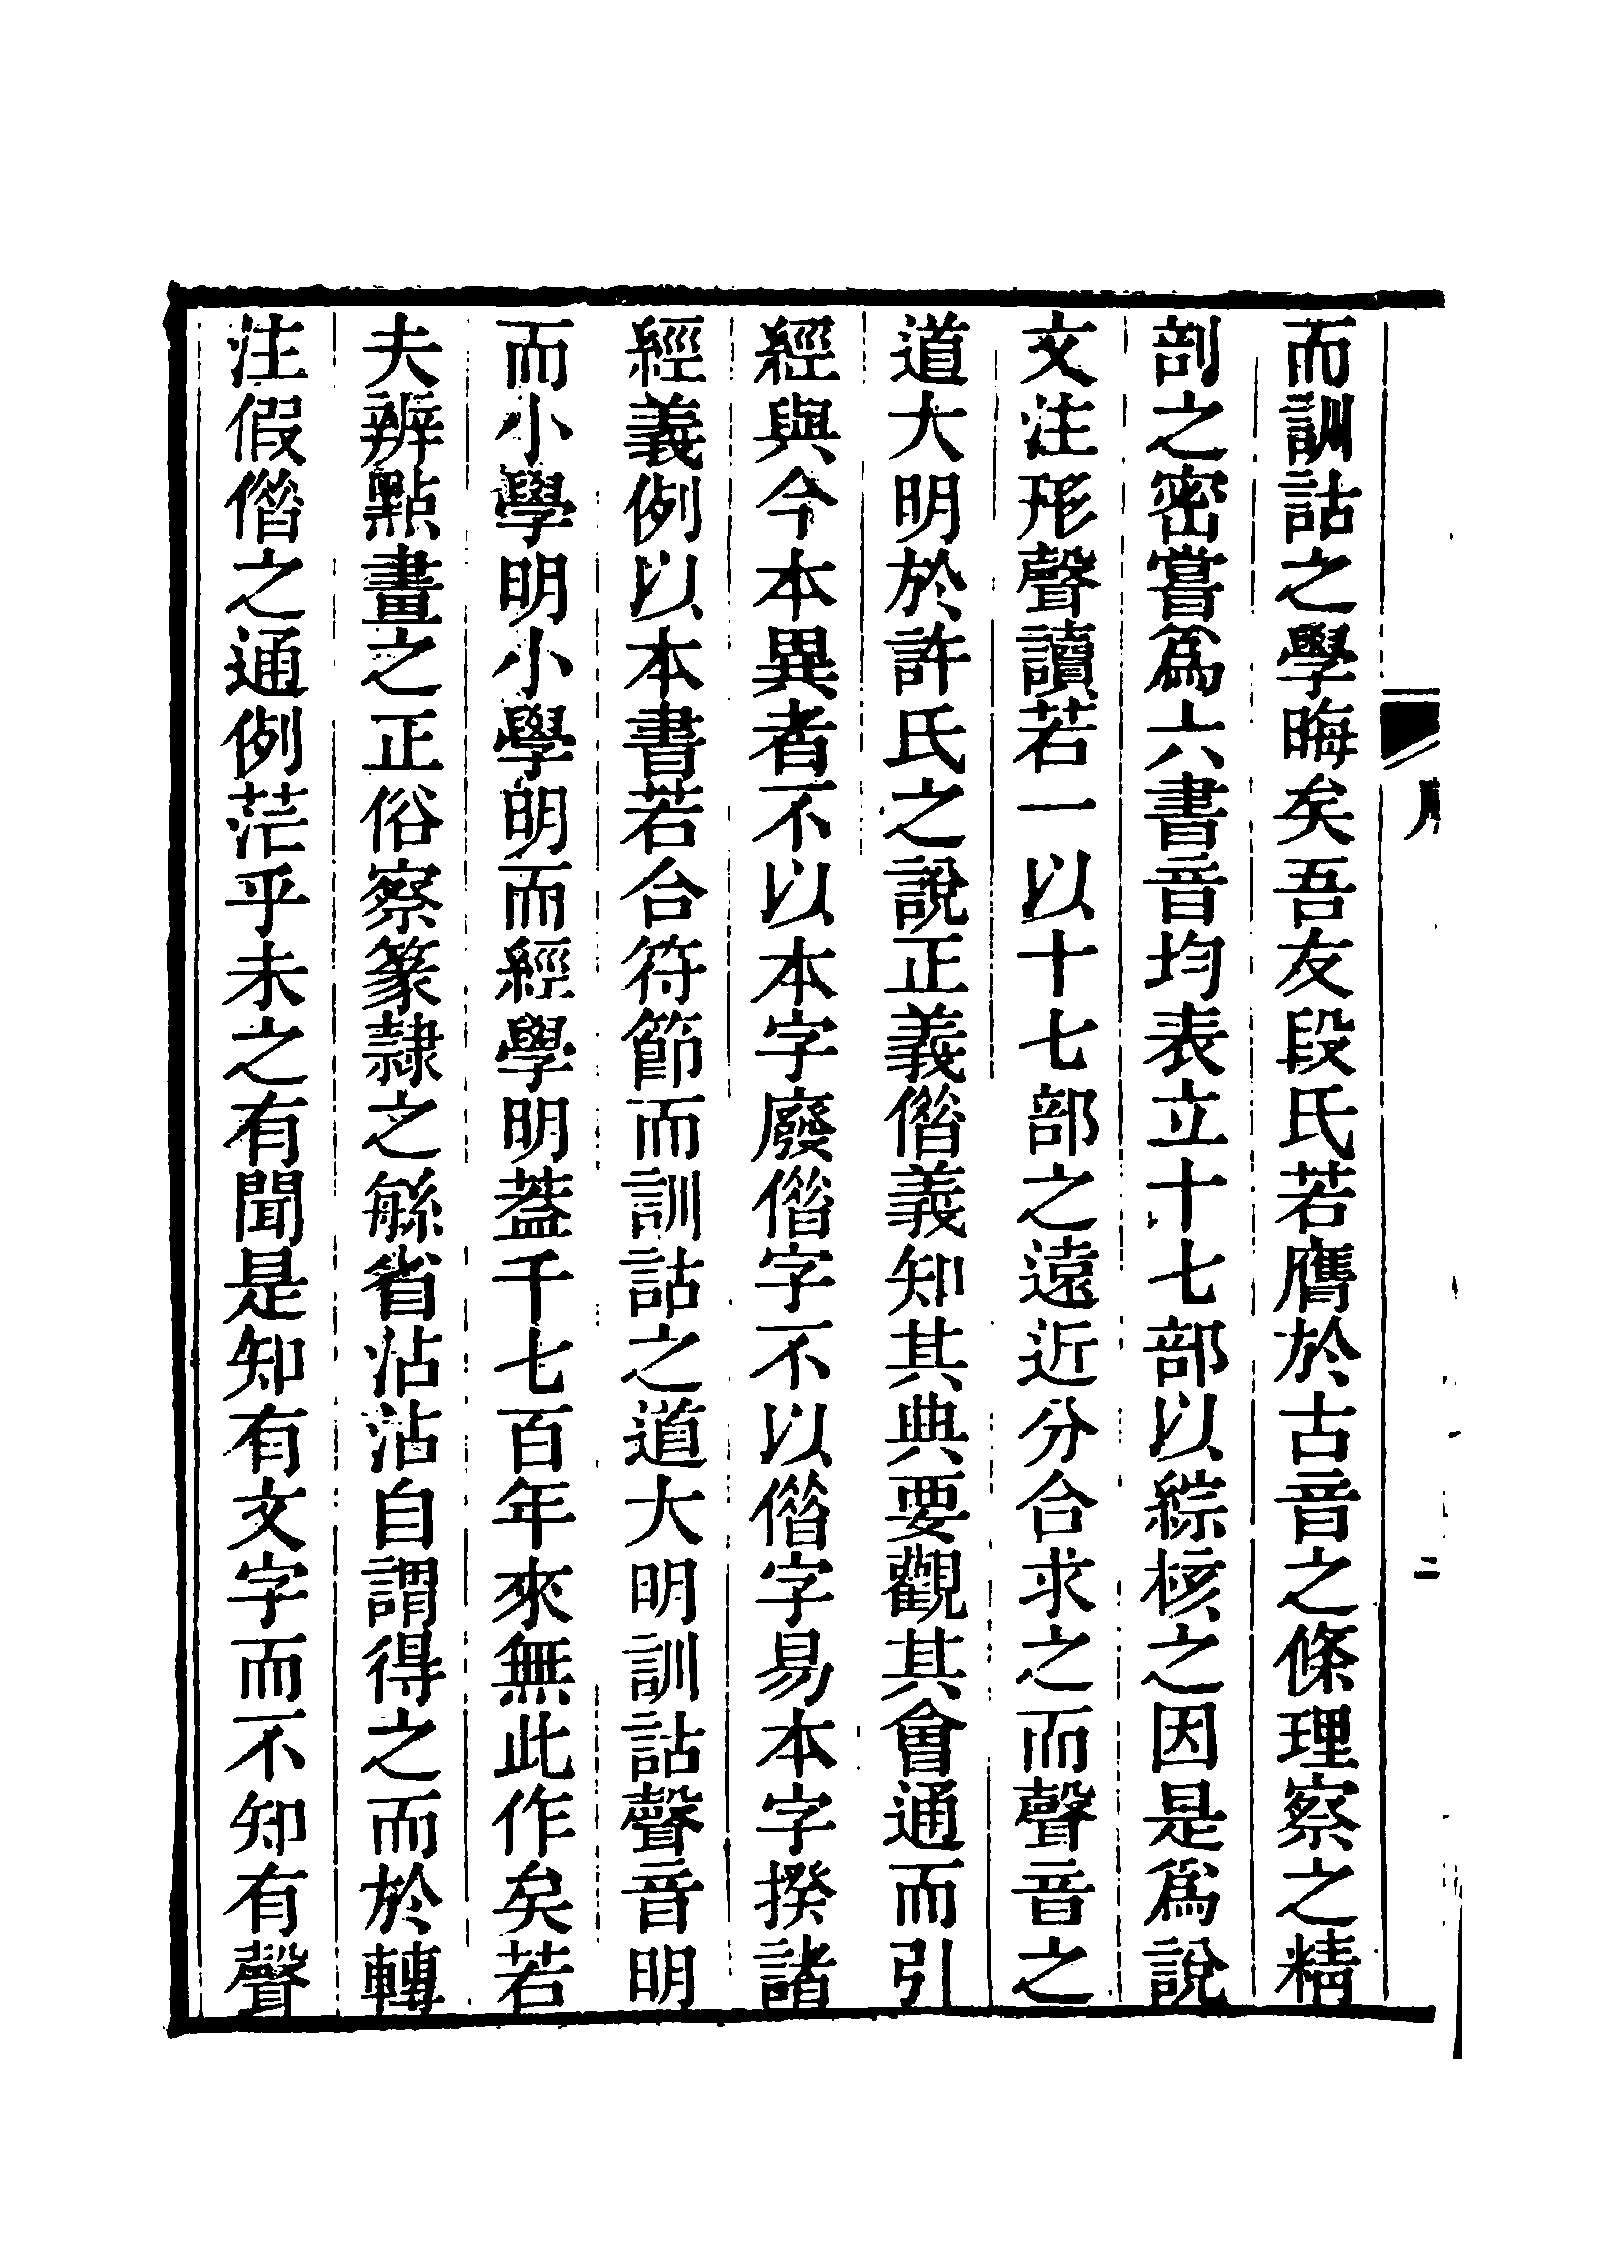 而訓詁之學晦矣吾友段氏若膺於古音之條理察之精
剖之密嘗爲六書音均表立十七部以綜核之因是爲說
文注形聲讀若一以十七部之遠近分合求之而聲音之
道大明於許氏之說正義偕義知其典要觀其會通而引
經與今本異者不以本字廢偕字不以偕字易本字揆諸
經義例以本書若合符節而訓詁之道大明訓詁聲音明
而小學明小學明而經學明葢千七百年來無此作矣若
夫辨點畫之正俗察篆隷之緐省沾沾自謂得之而於轉
注假偕之通例茫乎未之有聞是知有文字而不知有聲
二